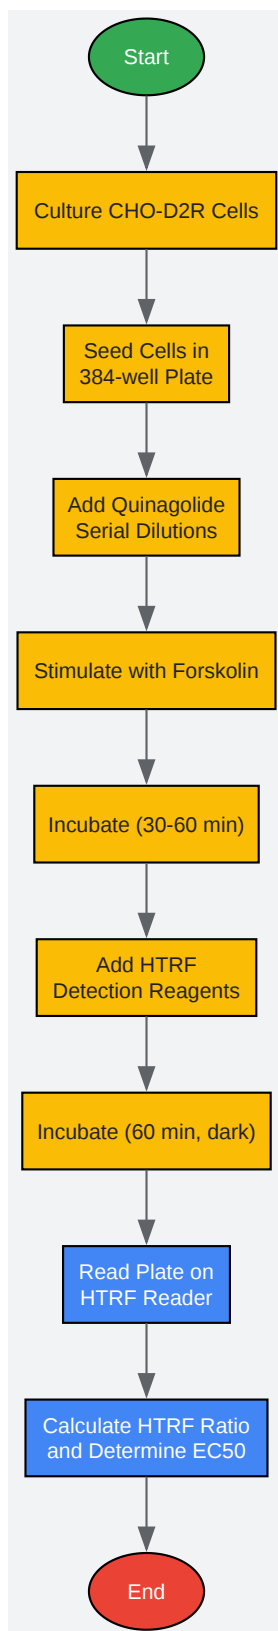 Start
Culture CHO-D2R Cells
Seed Cells in
384-well Plate
Add Quinagolide
Serial Dilutions
Stimulate with Forskolin
Incubate (30-60 min)
Add HTRF
Detection Reagents
Incubate (60 min, dark)
Read Plate on
HTRF Reader
Calculate HTRF Ratio
and Determine EC50
End